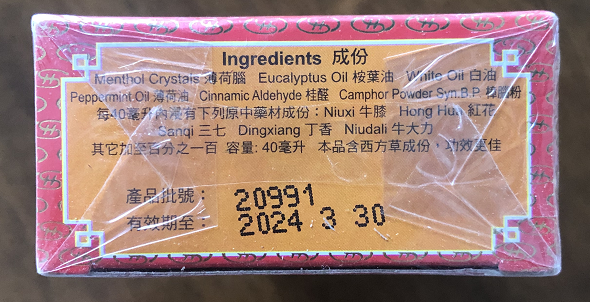 Ingredients 成份
Menthol Crystals 薄荷腦 Eucalyptus Oil 桉葉油 White Oil 白油
Peppermint Oil 薄荷油 Cinnamic Aldehyde 桂醛 Camphor Powder Syn.B.P. 樟腦粉
每40毫升內濃有下列原中藥材成份：Niuxi 牛膝 Hong Hua 紅花
Sanqi 三七 Dingxiang 丁香 Niudali 牛大力
其它加至百分之一百 容量: 40毫升 本品含西方草成份，功效更佳
產品批號： 20991
有效期至： 2024 3 30